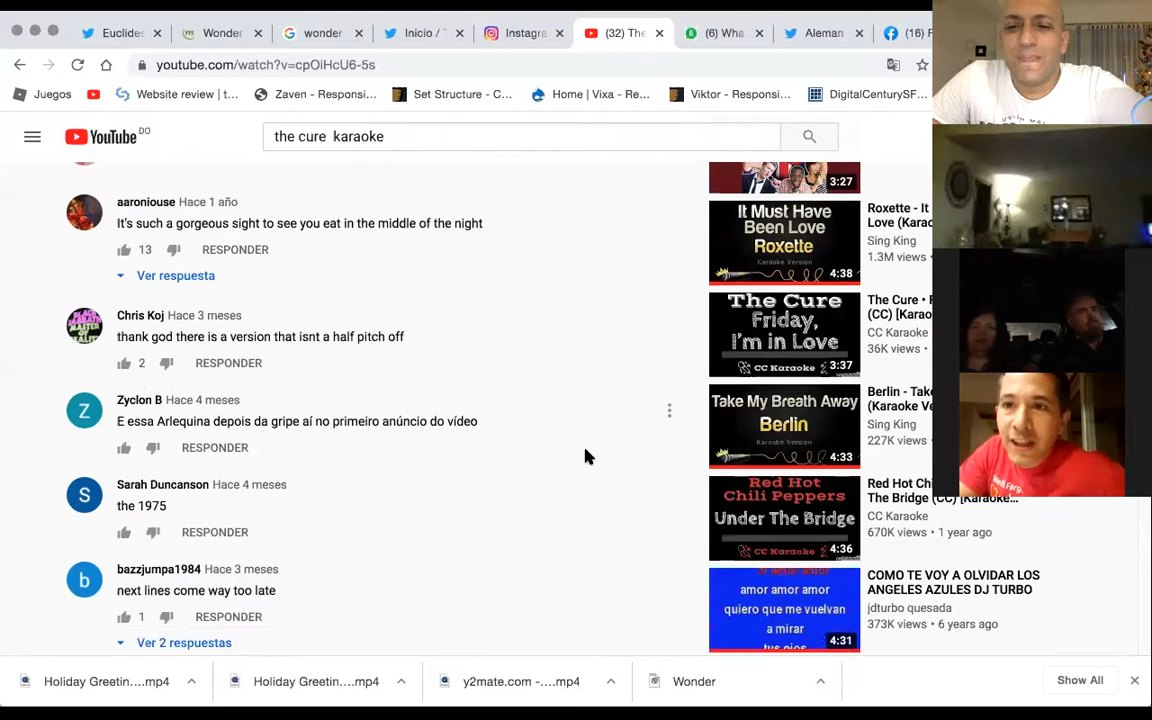 Euclides
Wonder
wonder
Inicio /
Instagra
(32) The
(6) Wha
Aleman
(16) F
youtube.com/watch?v=cpOiHcU6-5s
Juegos
Website review | t...
Zaven - Responsi...
Set Structure - C...
Home | Vixa - Re...
Viktor - Responsi...
DigitalCenturySF...
YouTube DO
the cure karaoke
aaroniouse Hace 1 año
It's such a gorgeous sight to see you eat in the middle of the night
13 RESPONDER
Ver respuesta
Chris Koj Hace 3 meses
thank god there is a version that isnt a half pitch off
2 RESPONDER
Zyclon B Hace 4 meses
E essa Arlequina depois da gripe aí no primeiro anúncio do vídeo
RESPONDER
Sarah Duncanson Hace 4 meses
the 1975
RESPONDER
bazzjumpa1984 Hace 3 meses
next lines come way too late
1 RESPONDER
Ver 2 respuestas
3:27
It Must Have
Been Love
Roxette
Karaoke Version
4:38
Roxette - It
Love (Karao
Sing King
1.3M views
The Cure
Friday,
I'm in Love
CC Karaoke
3:37
The Cure •
(CC) [Karao
CC Karaoke
36K views
Take My Breath Away
Berlin
Karaoke Version
4:33
Berlin - Tak
(Karaoke Ve
Sing King
227K views
Red Hot
Chili Peppers
Under The Bridge
CC Karaoke
4:36
Red Hot Chi
The Bridge (CC) [Karaoke...
CC Karaoke
670K views • 1 year ago
amor amor amor
quiero que me vuelvan
a mirar
tus ojos
4:31
COMO TE VOY A OLVIDAR LOS
ANGELES AZULES DJ TURBO
jdturbo quesada
373K views • 6 years ago
Holiday Greetin....mp4
Holiday Greetin....mp4
y2mate.com -....mp4
Wonder
Show All